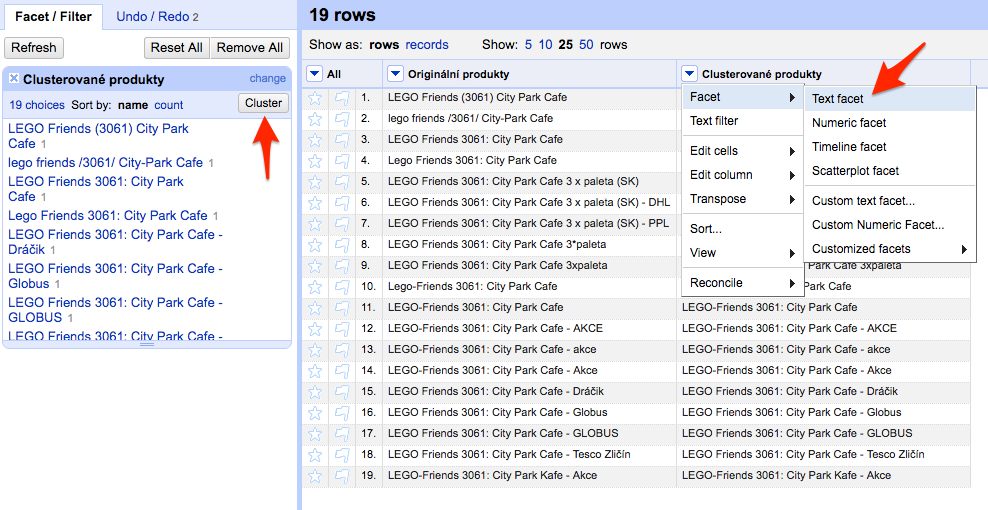 Facet / Filter
Undo / Redo 2
Refresh
Reset All
Remove All
Clusterované produkty
change
19 choices Sort by: name count
Cluster
LEGO Friends (3061) City Park
Cafe 1
lego friends /3061/ City-Park Cafe 1
LEGO Friends 3061: City Park
Cafe 1
Lego Friends 3061: City Park Cafe 1
LEGO Friends 3061: City Park Cafe -
Dráčik 1
LEGO Friends 3061: City Park Cafe -
Globus 1
LEGO Friends 3061: City Park Cafe -
GLOBUS 1
LEGO Friends 3061: City Park Cafe -
19 rows
Show as: rows records
Show: 5 10 25 50 rows
All
Originální produkty
Clusterované produkty
1. LEGO Friends (3061) City Park Cafe
2. lego friends /3061/ City-Park Cafe
3. LEGO Friends 3061: City Park Cafe
4. Lego Friends 3061: City Park Cafe
5. LEGO Friends 3061: City Park Cafe 3 x paleta (SK)
6. LEGO Friends 3061: City Park Cafe 3 x paleta (SK) - DHL
7. LEGO Friends 3061: City Park Cafe 3 x paleta (SK) - PPL
8. LEGO Friends 3061: City Park Cafe 3*paleta
9. LEGO Friends 3061: City Park Cafe 3xpaleta
LEGO Friends 3061: City Park Cafe 3xpaleta
10. Lego-Friends 3061: City Park Cafe
Lego-Friends 3061: City Park Cafe
11. LEGO-Friends 3061: City Park Cafe
LEGO-Friends 3061: City Park Cafe
12. LEGO-Friends 3061: City Park Cafe - AKCE
LEGO-Friends 3061: City Park Cafe - AKCE
13. LEGO-Friends 3061: City Park Cafe - akce
LEGO-Friends 3061: City Park Cafe - akce
14. LEGO-Friends 3061: City Park Cafe - Akce
LEGO-Friends 3061: City Park Cafe - Akce
15. LEGO Friends 3061: City Park Cafe - Dráčik
LEGO Friends 3061: City Park Cafe - Dráčik
16. LEGO Friends 3061: City Park Cafe - Globus
LEGO Friends 3061: City Park Cafe - Globus
17. LEGO Friends 3061: City Park Cafe - GLOBUS
LEGO Friends 3061: City Park Cafe - GLOBUS
18. LEGO Friends 3061: City Park Cafe - Tesco Zličín
LEGO Friends 3061: City Park Cafe - Tesco Zličín
19. LEGO-Friends 3061: City Park Kafe - Akce
LEGO-Friends 3061: City Park Kafe - Akce
Facet
Text filter
Edit cells
Edit column
Transpose
Sort...
View
Reconcile
Text facet
Numeric facet
Timeline facet
Scatterplot facet
Custom text facet...
Custom Numeric Facet...
Customized facets